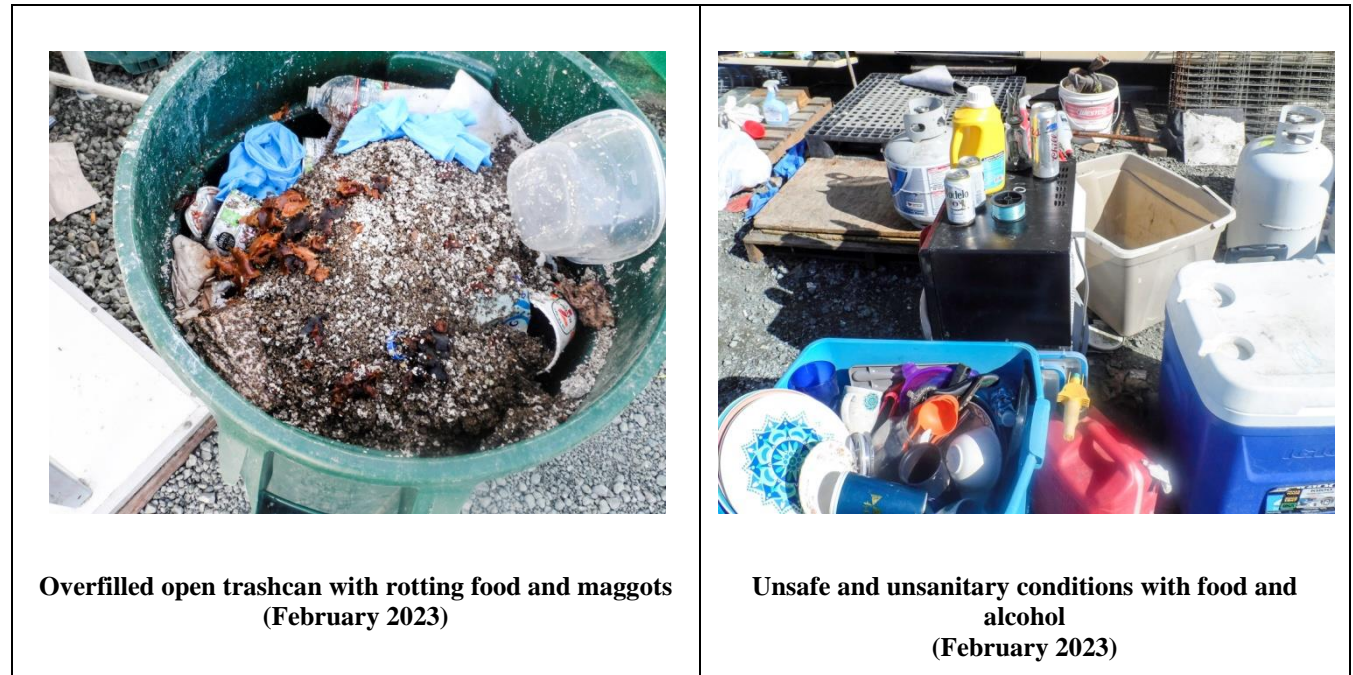 Overfilled open trashcan with rotting food and maggots
(February 2023)
Unsafe and unsanitary conditions with food and
alcohol
(February 2023)